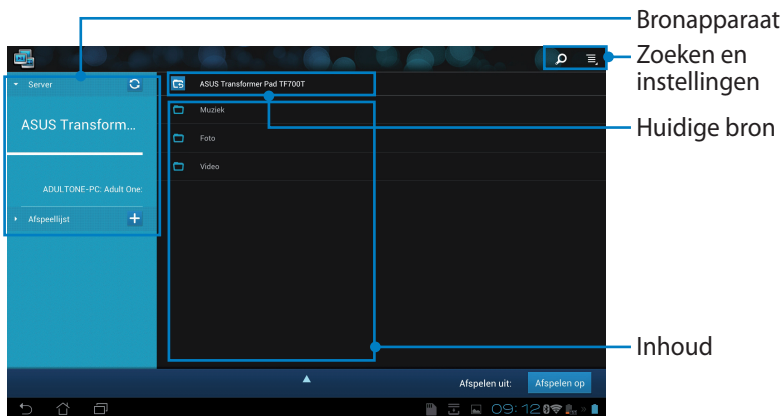 Bronapparaat
Zoeken en
instellingen
Server
ASUS Transformer Pad TF700T
Muziek
ASUS Transform...
Huidige bron
Foto
Video
ADULTONE-PC: Adult One:
Afspeellijst
Inhoud
Afspelen uit:
Afspelen op
09:12